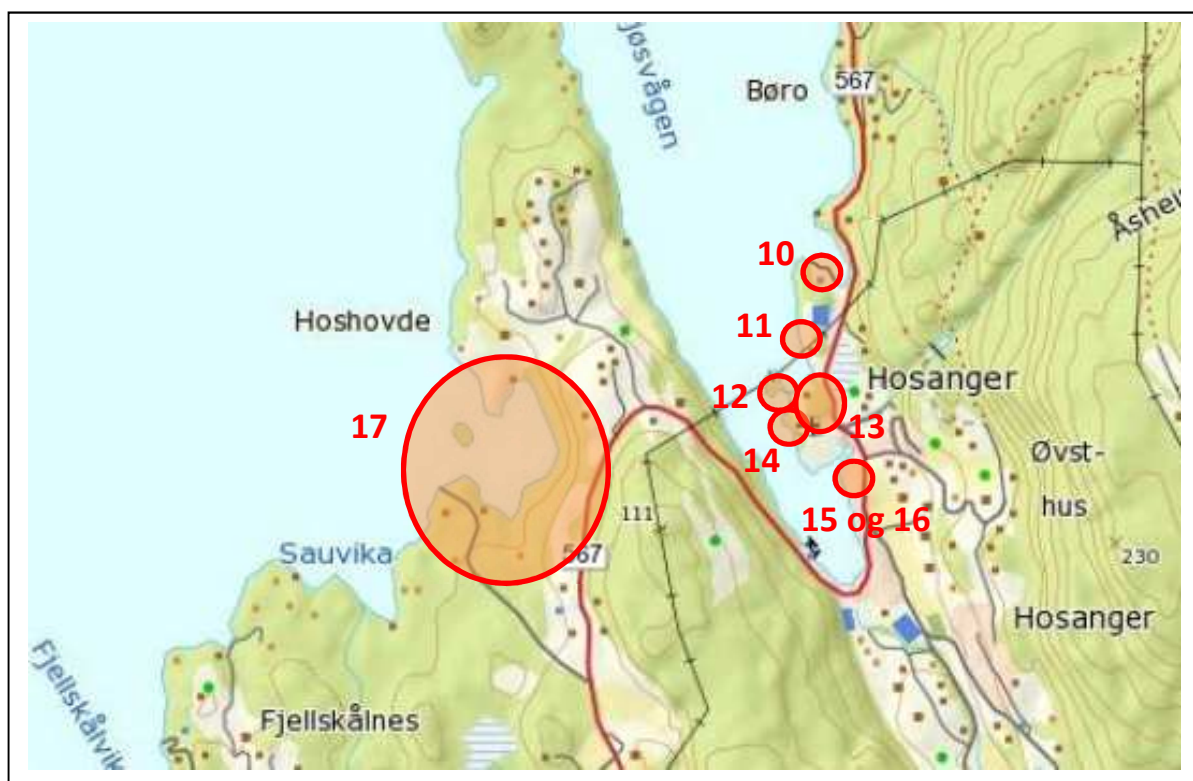 jøsvågen
Børo
567
Åshei
10
Hoshovde
11
Hosanger
12
17
13
14
Øvst-
hus
111
15 og 16
Sauvika
567
230
Hosanger
Fjellskålvik
Fjellskålnes